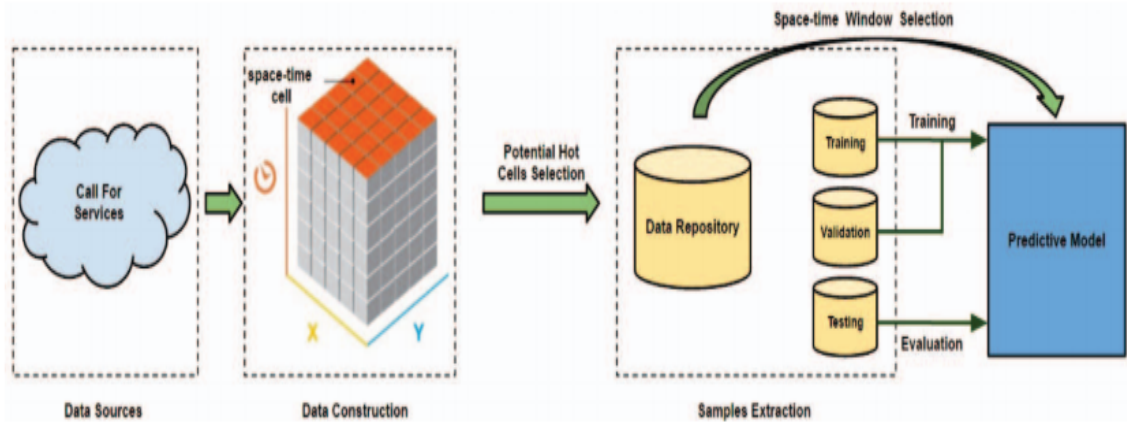 Space-time Window Selection
space-time
cell
Call For
Services
Potential Hot
Cells Selection
Data Repository
Training
Training
Validation
Predictive Model
Testing
Evaluation
X
Y
Data Sources
Data Construction
Samples Extraction